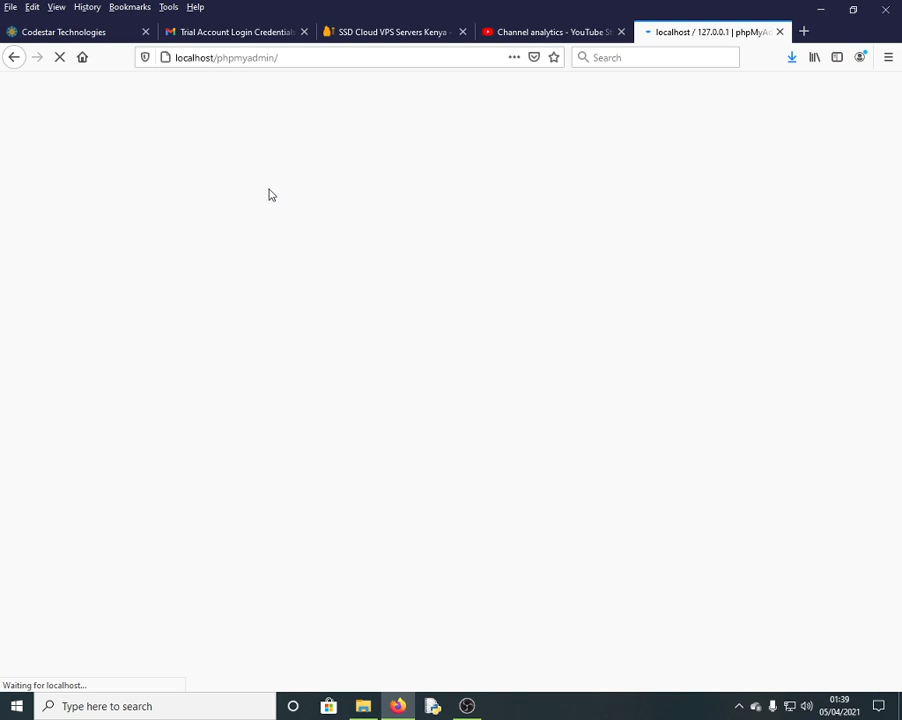 File Edit View History Bookmarks Tools Help
Codestar Technologies Trial Account Login Credentials SSD Cloud VPS Servers Kenya - Channel analytics - YouTube St localhost / 127.0.0.1 | phpMyAd
localhost/phpmyadmin/ Search
Waiting for localhost...
Type here to search 01:39
05/04/2021